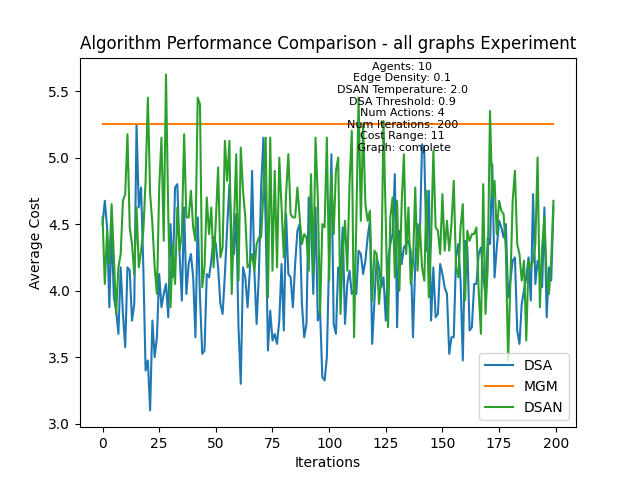 Algorithm Performance Comparison - all graphs Experiment
Agents: 10
Edge Density: 0.1
DSAN Temperature: 2.0
DSA Threshold: 0.9
Num Actions: 4
Num Iterations: 200
Cost Range: 11
Graph: complete
5.5
5.0
4.5
4.0
3.5
3.0
Average Cost
DSA
MGM
DSAN
0 25 50 75 100 125 150 175 200
Iterations